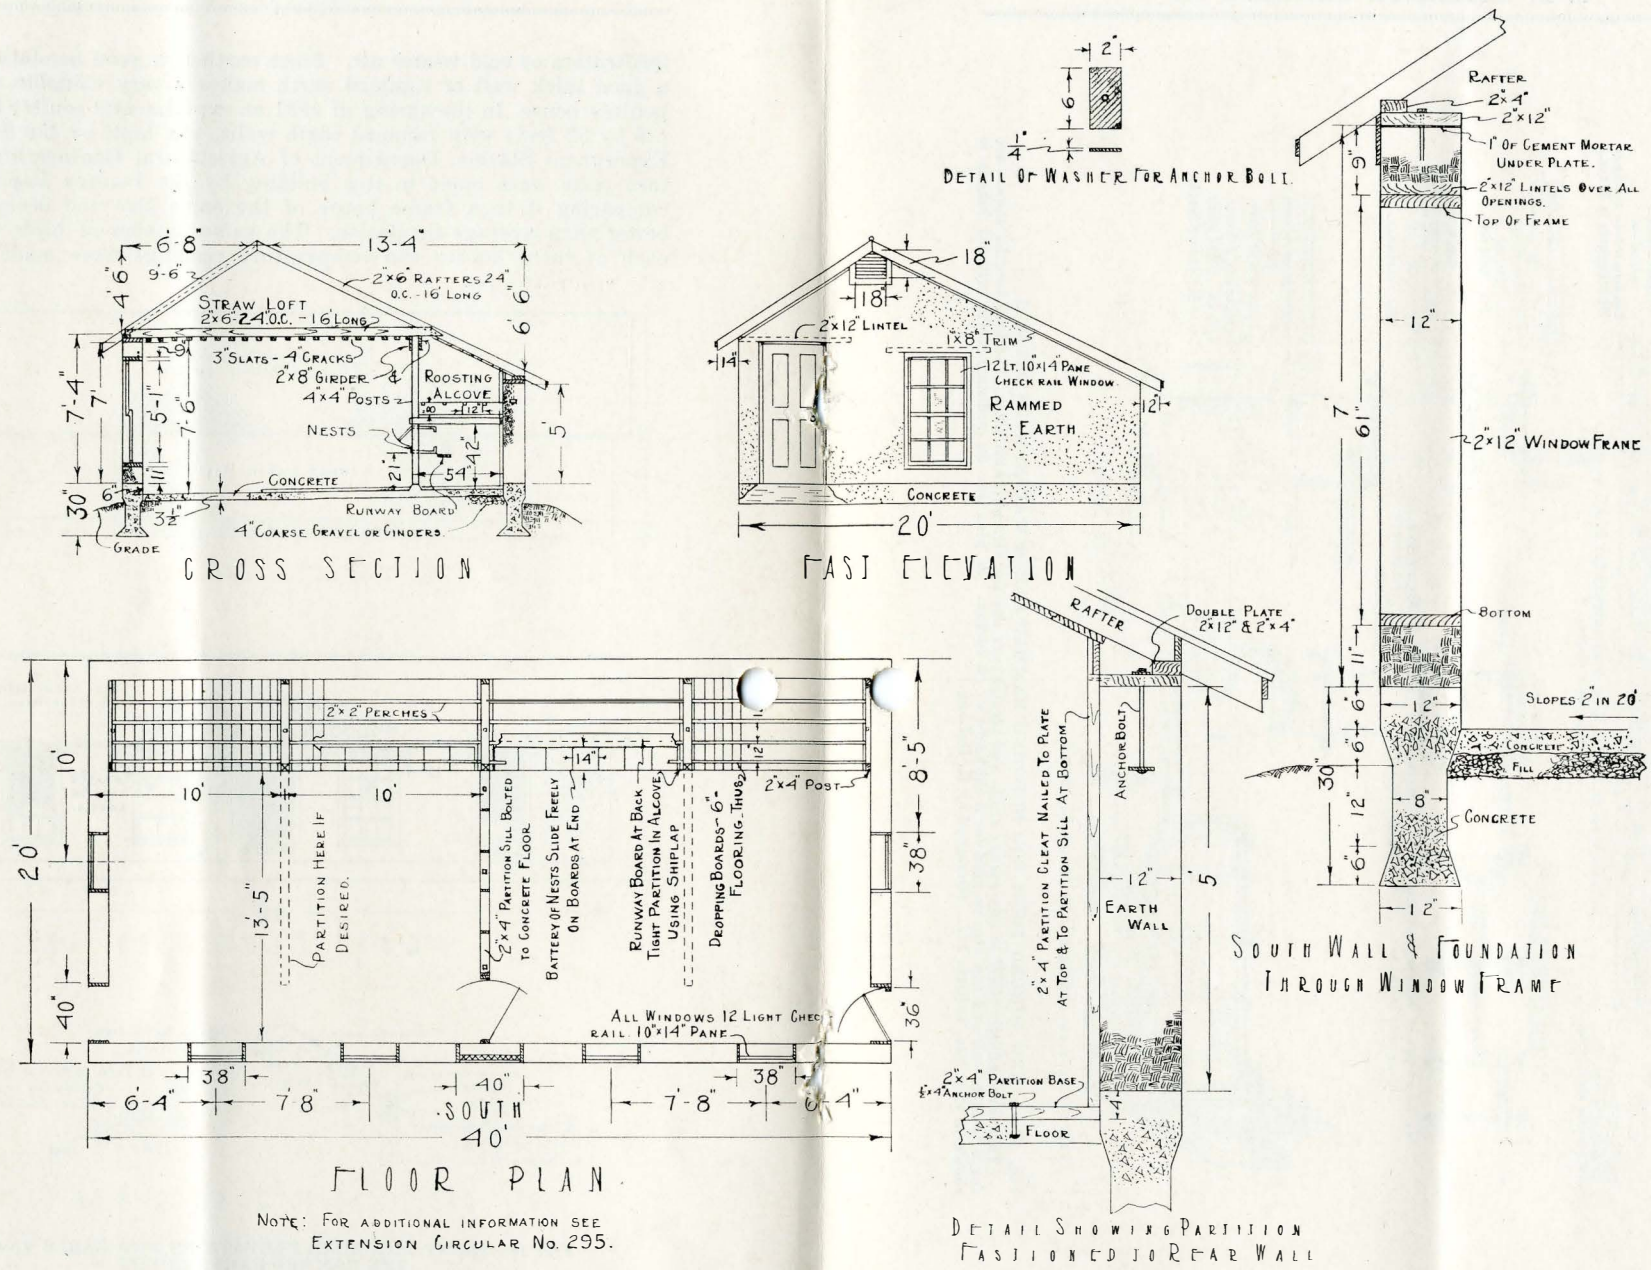 2"
6"
1/4"
DETAIL OF WASHER FOR ANCHOR BOLT.
6'-8"
13'-4"
4'6"
9'-6"
2"x6" RAFTERS 24"
O.C.-16' LONG
6'6"
STRAW LOFT
2"x6"-24" O.C.-16' LONG
9"
3" SLATS-4" CRACKS
2"x8" GIRDER &
4"x4" POSTS
ROOSTING
ALCOVE
8"
12"
NESTS
7'-4"
7'
5'-1"
7'-6"
11"
21"
54"
42"
5'
CONCRETE
6"
30"
3½"
RUNWAY BOARD
4" COARSE GRAVEL OR CINDERS.
GRADE
CROSS SECTION
18"
18"
2"x12" LINTEL
1"x8" TRIM
14"
12 LT. 10"x14" PANE
CHECK RAIL WINDOW.
RAMMED
EARTH
12"
CONCRETE
20'
EAST ELEVATION
RAFTER
2"x4"
2"x12"
1" OF CEMENT MORTAR
UNDER PLATE.
9"
2"x12" LINTELS OVER ALL
OPENINGS.
TOP OF FRAME
12"
7'
61"
2"x12" WINDOW FRAME
BOTTOM
11"
6"
12"
SLOPES 2" IN 20'
6"
CONCRETE
FILL
30"
12"
8"
CONCRETE
6"
12"
SOUTH WALL & FOUNDATION
THROUGH WINDOW FRAME
RAFTER
DOUBLE PLATE
2"x12" & 2"x4"
2"x4" PARTITION CLEAT NAILED TO PLATE
AT TOP & TO PARTITION SILL AT BOTTOM
ANCHOR BOLT
12"
5'
EARTH
WALL
2"x4" PARTITION BASE
½"x4" ANCHOR BOLT
4"
FLOOR
DETAIL SHOWING PARTITION
FASTIONED TO REAR WALL
2"x2" PERCHES
14"
12"
2"x4" POST
10'
10'
10'
8'-5"
20'
13'-5"
PARTITION HERE IF
DESIRED.
2"x4" PARTITION SILL BOLTED
TO CONCRETE FLOOR
BATTERY OF NESTS SLIDE FREELY
ON BOARDS AT END
RUNWAY BOARD AT BACK
TIGHT PARTITION IN ALCOVE
USING SHIPLAP
DROPPING BOARDS-6"
FLOORING THUS
38"
40"
36"
ALL WINDOWS 12 LIGHT CHEC
RAIL. 10"x14" PANE
38"
40"
38"
6'-4"
7'8"
SOUTH
7'-8"
6'-4"
40'
FLOOR PLAN
NOTE: FOR ADDITIONAL INFORMATION SEE
EXTENSION CIRCULAR NO. 295.